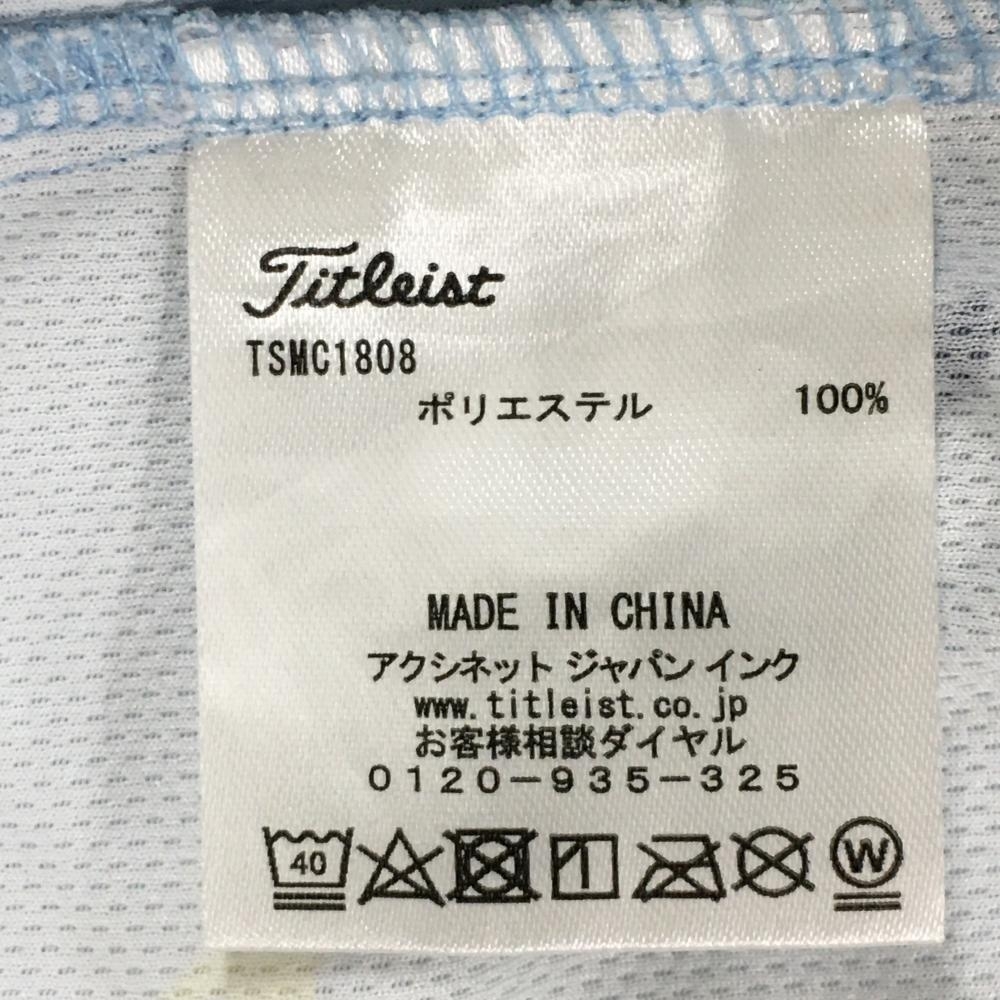 Titleist
TSMC1808
ポリエステル 100%
MADE IN CHINA
アクシネット ジャパン インク
www.titleist.co.jp
お客様相談ダイヤル
0120－935－325
40 W